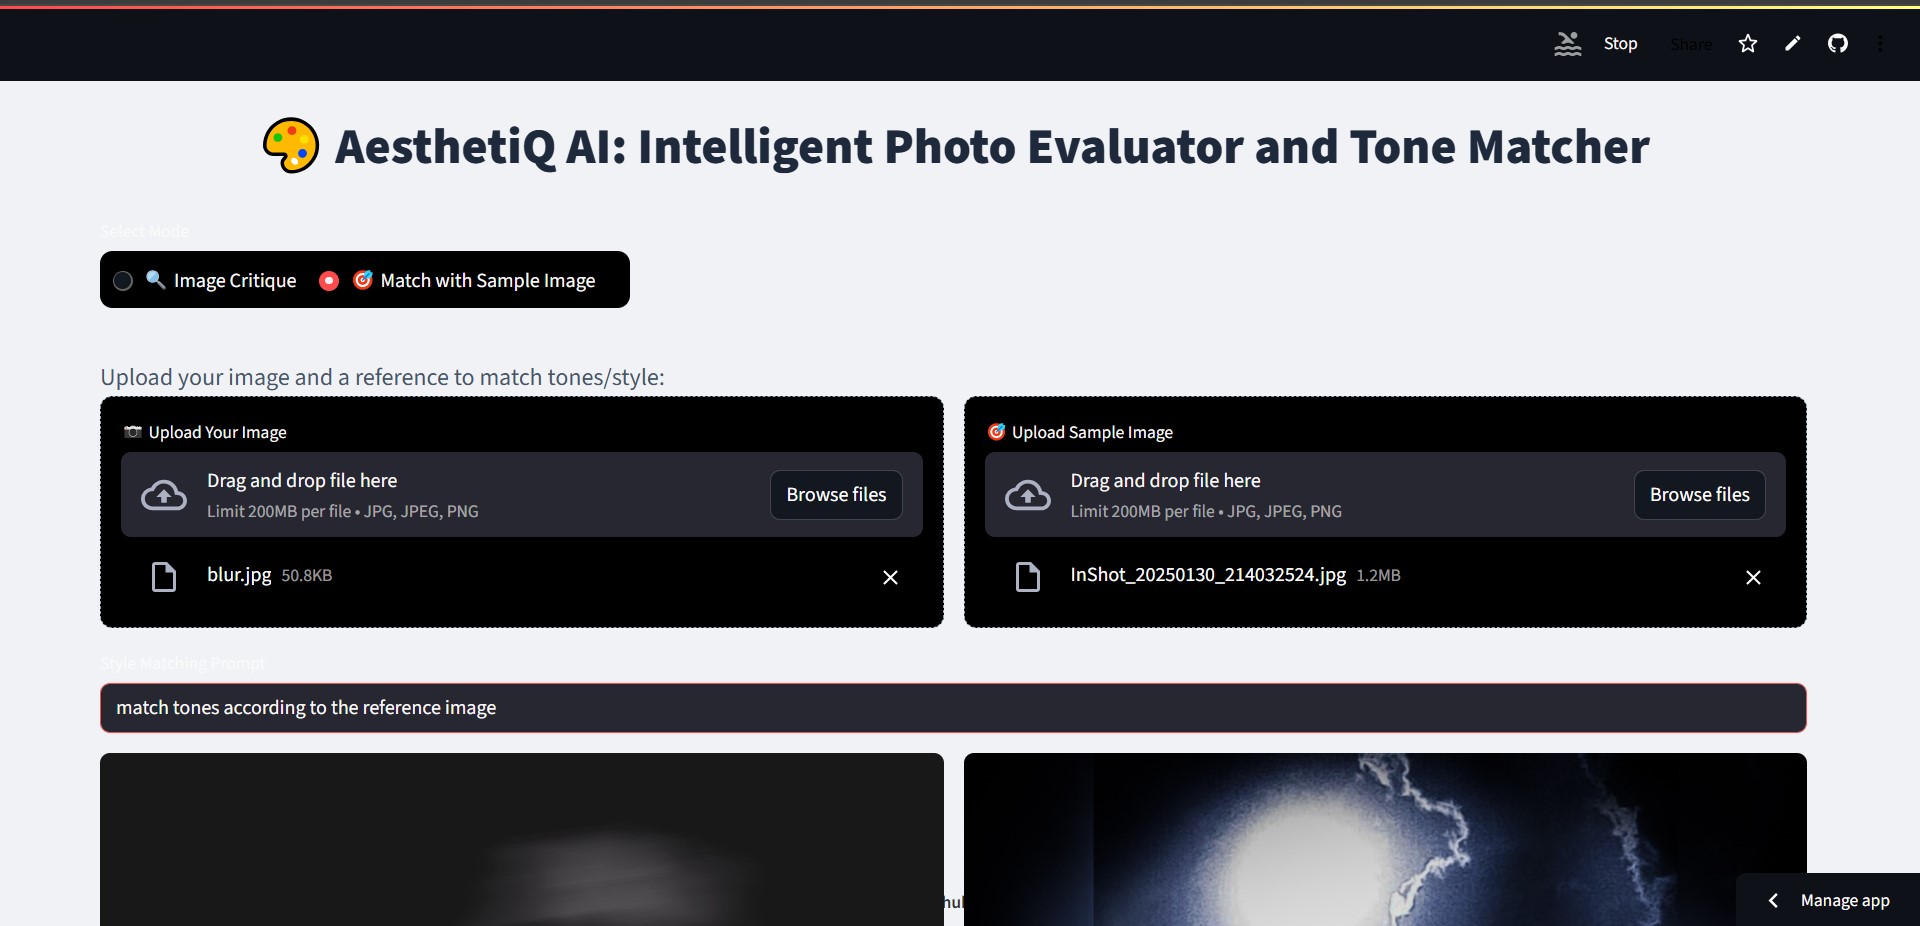 Stop Share
AesthetiQ AI: Intelligent Photo Evaluator and Tone Matcher
Select Mode
Image Critique Match with Sample Image
Upload your image and a reference to match tones/style:
Upload Your Image
Drag and drop file here
Limit 200MB per file • JPG, JPEG, PNG
Browse files
blur.jpg 50.8KB
Upload Sample Image
Drag and drop file here
Limit 200MB per file • JPG, JPEG, PNG
Browse files
InShot_20250130_214032524.jpg 1.2MB
Style Matching Prompt
match tones according to the reference image
Manage app